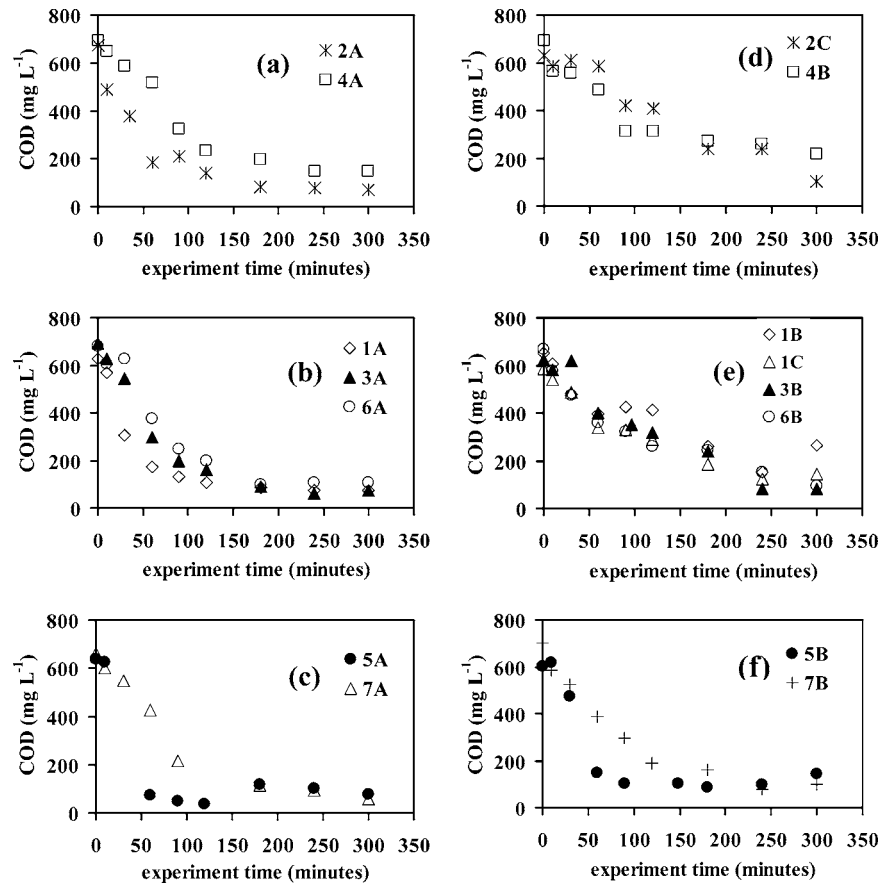 800
600
400
200
0
COD (mg L⁻¹)
(a)
2A
4A
0 50 100 150 200 250 300 350
experiment time (minutes)
800
600
400
200
0
COD (mg L⁻¹)
(d)
2C
4B
0 50 100 150 200 250 300 350
experiment time (minutes)
800
600
400
200
0
COD (mg L⁻¹)
(b)
1A
3A
6A
0 50 100 150 200 250 300 350
experiment time (minutes)
800
600
400
200
0
COD (mg L⁻¹)
(e)
1B
1C
3B
6B
0 50 100 150 200 250 300 350
experiment time (minutes)
800
600
400
200
0
COD (mg L⁻¹)
(c)
5A
7A
0 50 100 150 200 250 300 350
experiment time (minutes)
800
600
400
200
0
COD (mg L⁻¹)
(f)
5B
7B
0 50 100 150 200 250 300 350
experiment time (minutes)